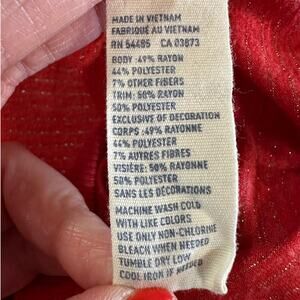 MADE IN VIETNAM
FABRIQUÉ AU VIETNAM
RN 54485 CA 03873
BODY: 49% RAYON
44% POLYESTER
7% OTHER FIBERS
TRIM: 50% RAYON
50% POLYESTER
EXCLUSIVE OF DECORATION
CORPS: 49% RAYONNE
44% POLYESTER
7% AUTRES FIBRES
VISIÈRE: 50% RAYONNE
50% POLYESTER
SANS LES DÉCORATIONS
MACHINE WASH COLD
WITH LIKE COLORS
USE ONLY NON-CHLORINE
BLEACH WHEN NEEDED
TUMBLE DRY LOW
COOL IRON IF NEEDED